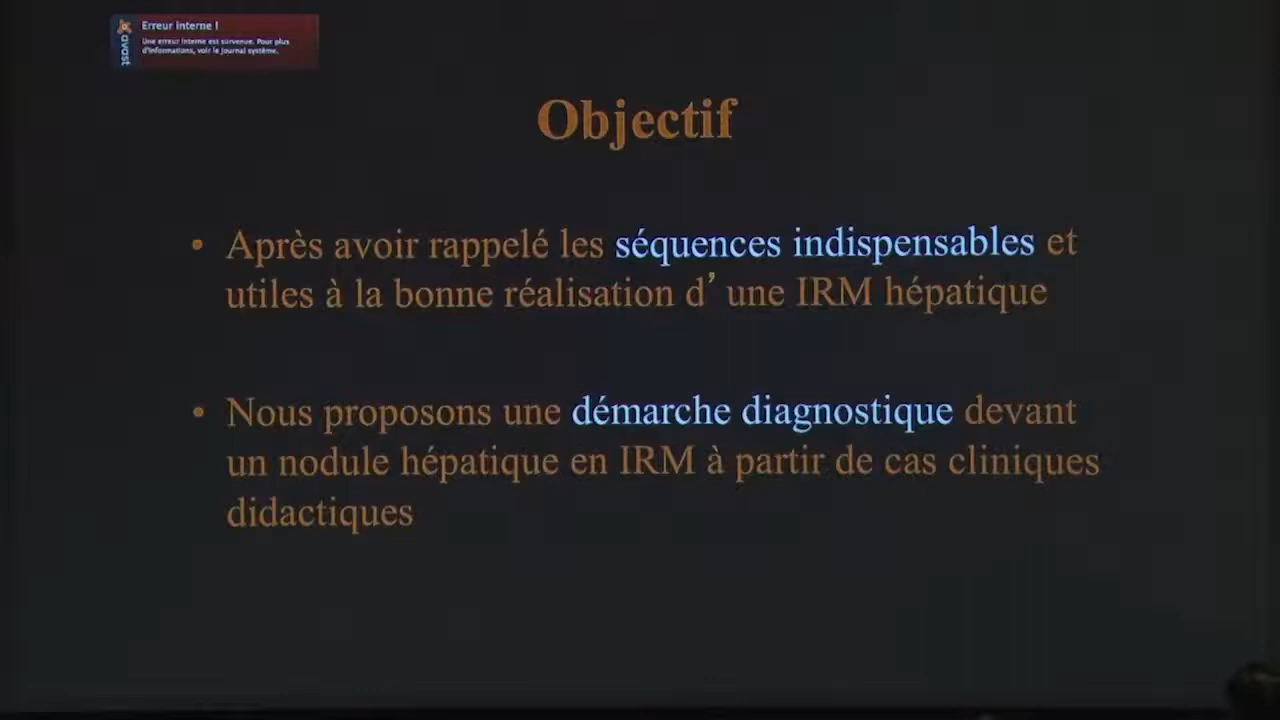 Erreur interne !
Une erreur interne est survenue. Pour plus
d'informations, voir le journal système.
avast
Objectif
• Après avoir rappelé les séquences indispensables et
utiles à la bonne réalisation d’ une IRM hépatique
• Nous proposons une démarche diagnostique devant
un nodule hépatique en IRM à partir de cas cliniques
didactiques